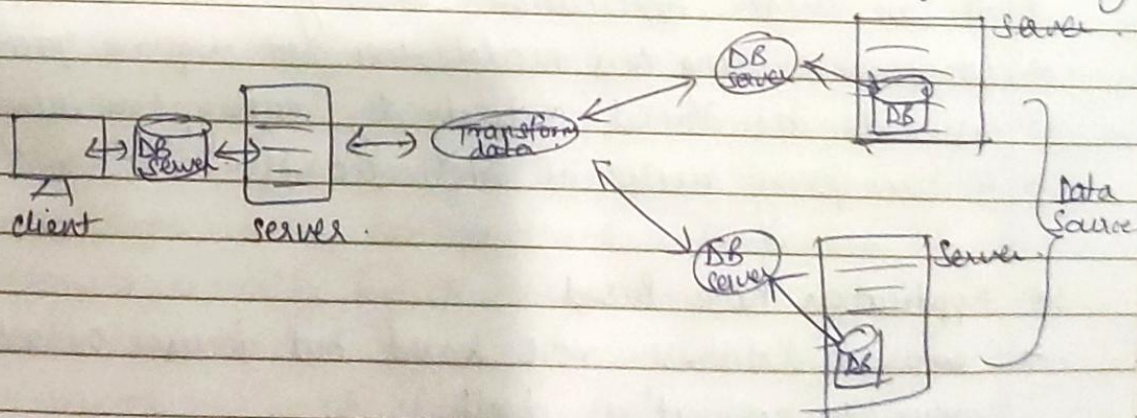 client
DB
server
server.
Transform
data
DB
server
server.
DB
DB
server
server.
DB
Data
Source